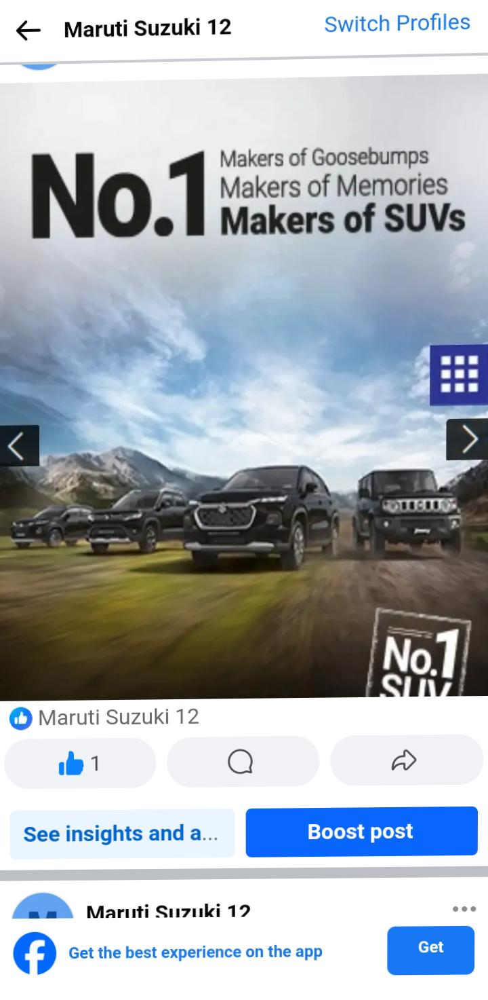 Maruti Suzuki 12
Switch Profiles
No.1
Makers of Goosebumps
Makers of Memories
Makers of SUVs
No.1
SUV
Maruti Suzuki 12
1
See insights and a...
Boost post
M
Maruti Suzuki 12
Get the best experience on the app
Get